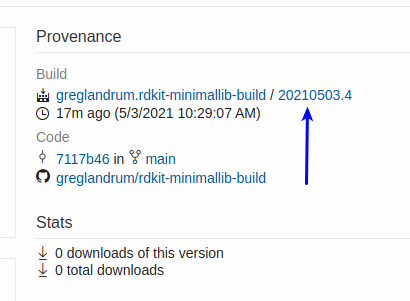 Provenance
Build
greglandrum.rdkit-minimallib-build / 20210503.4
17m ago (5/3/2021 10:29:07 AM)
Code
7117b46 in main
greglandrum/rdkit-minimallib-build
Stats
0 downloads of this version
0 total downloads